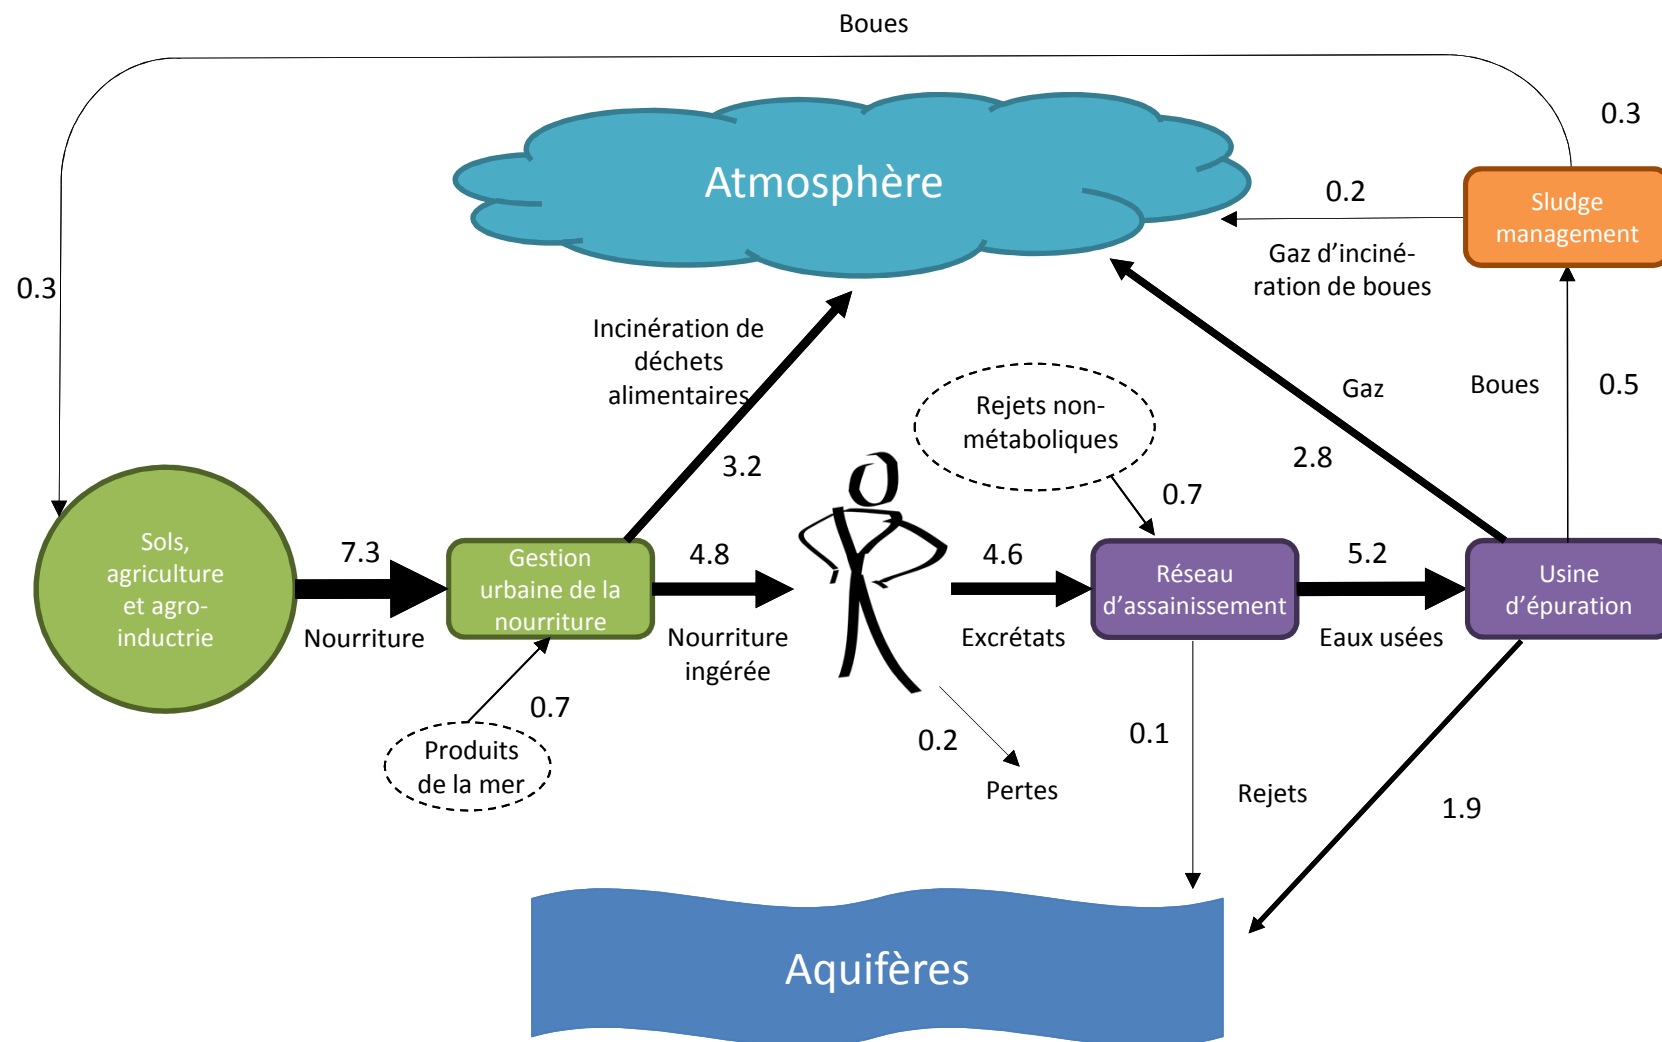 Boues
0.3
Atmosphère
0.2
Sludge
management
Gaz d'inciné-
ration de boues
0.3
Incinération de
déchets
alimentaires
Gaz
Boues
0.5
Rejets non-
métaboliques
3.2
2.8
0.7
Sols,
agriculture
et agro-
inductrie
7.3
Nourriture
Gestion
urbaine de la
nourriture
4.8
Nourriture
ingérée
4.6
Excrétats
Réseau
d'assainissement
5.2
Eaux usées
Usine
d'épuration
0.7
Produits
de la mer
0.2
Pertes
0.1
Rejets
1.9
Aquifères